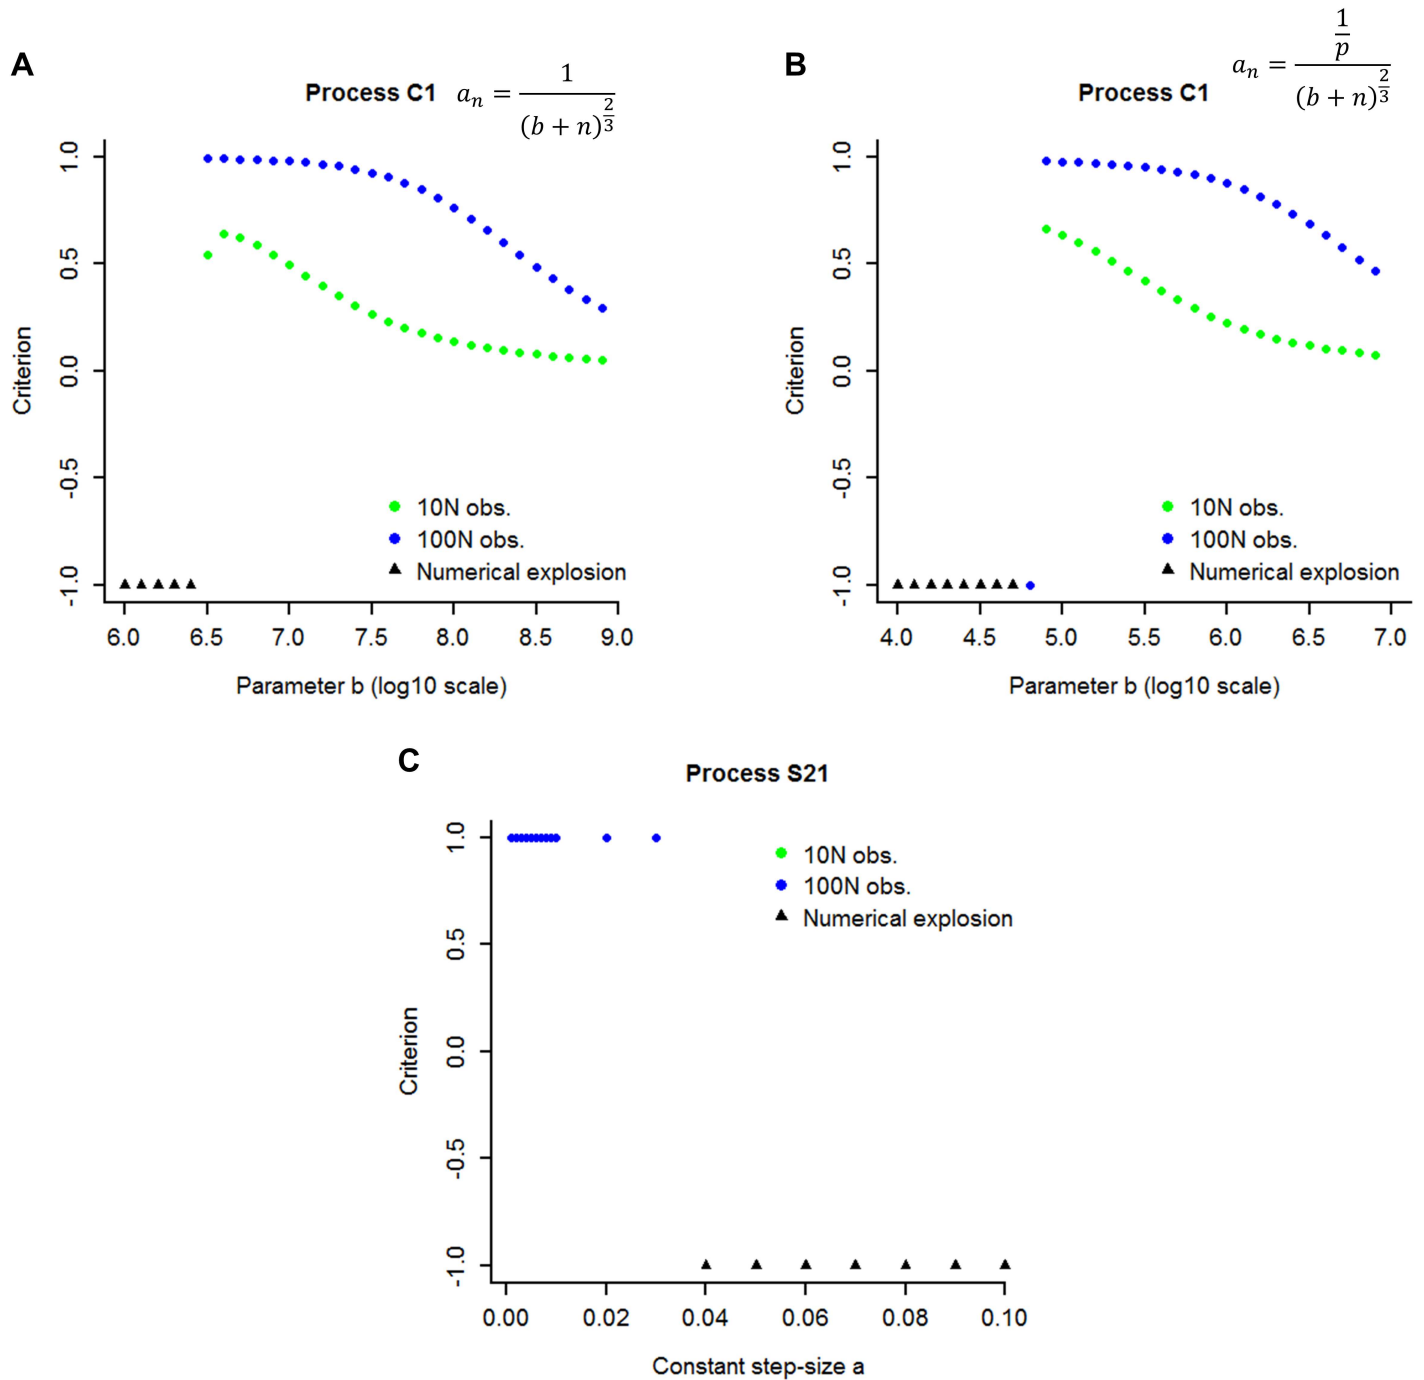 A
Process C1 a_n = 1/(b + n)^(2/3)
1.0
0.5
0.0
-0.5
-1.0
Criterion
10N obs.
100N obs.
Numerical explosion
6.0 6.5 7.0 7.5 8.0 8.5 9.0
Parameter b (log10 scale)
B
Process C1 a_n = (1/p)/(b + n)^(2/3)
1.0
0.5
0.0
-0.5
-1.0
Criterion
10N obs.
100N obs.
Numerical explosion
4.0 4.5 5.0 5.5 6.0 6.5 7.0
Parameter b (log10 scale)
C
Process S21
1.0
0.5
0.0
-0.5
-1.0
Criterion
10N obs.
100N obs.
Numerical explosion
0.00 0.02 0.04 0.06 0.08 0.10
Constant step-size a